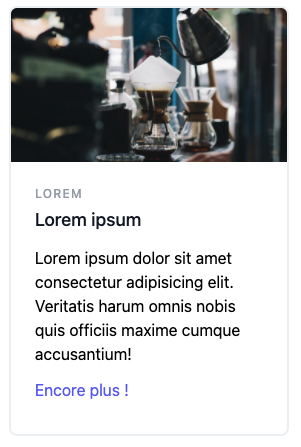 LOREM
Lorem ipsum
Lorem ipsum dolor sit amet
consectetur adipisicing elit.
Veritatis harum omnis nobis
quis officiis maxime cumque
accusantium!
Encore plus !